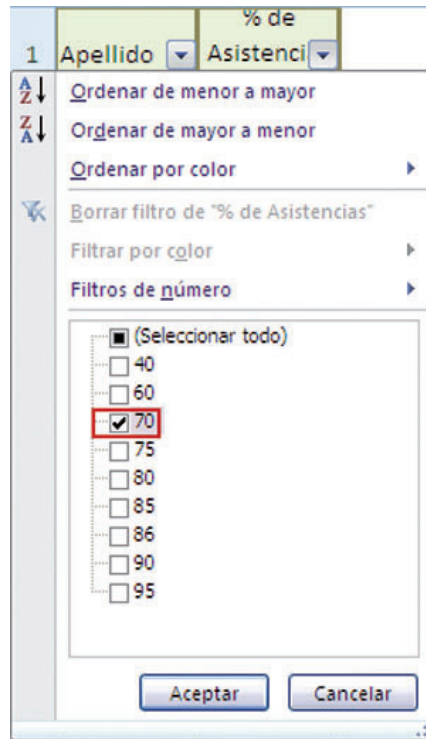 % de
1 Apellido Asistenci
Ordenar de menor a mayor
Ordenar de mayor a menor
Ordenar por color
Borrar filtro de "% de Asistencias"
Filtrar por color
Filtros de número
(Seleccionar todo)
40
60
70
75
80
85
86
90
95
Aceptar Cancelar